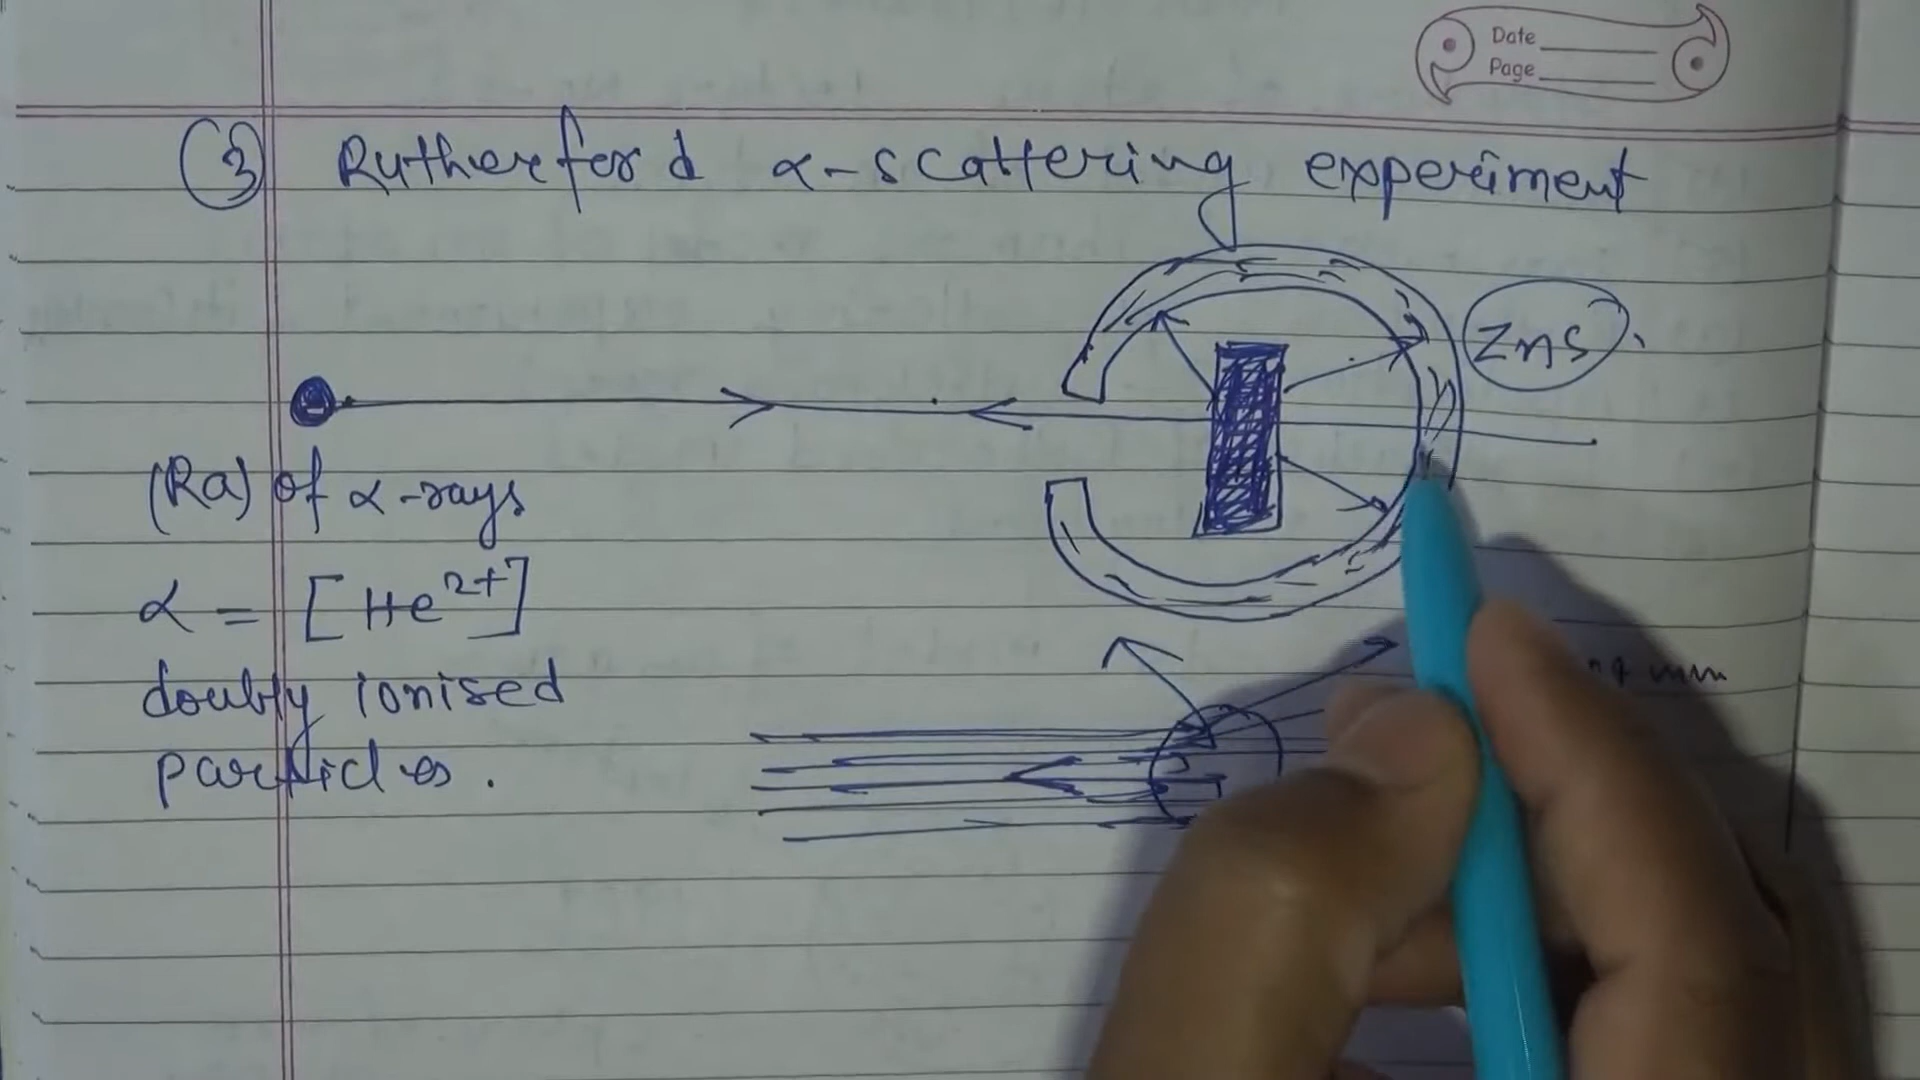 Date
Page
3 Rutherford α-scattering experiment
ZnS
(Ra) of α-rays
α = [He²⁺]
doubly ionised
particles.